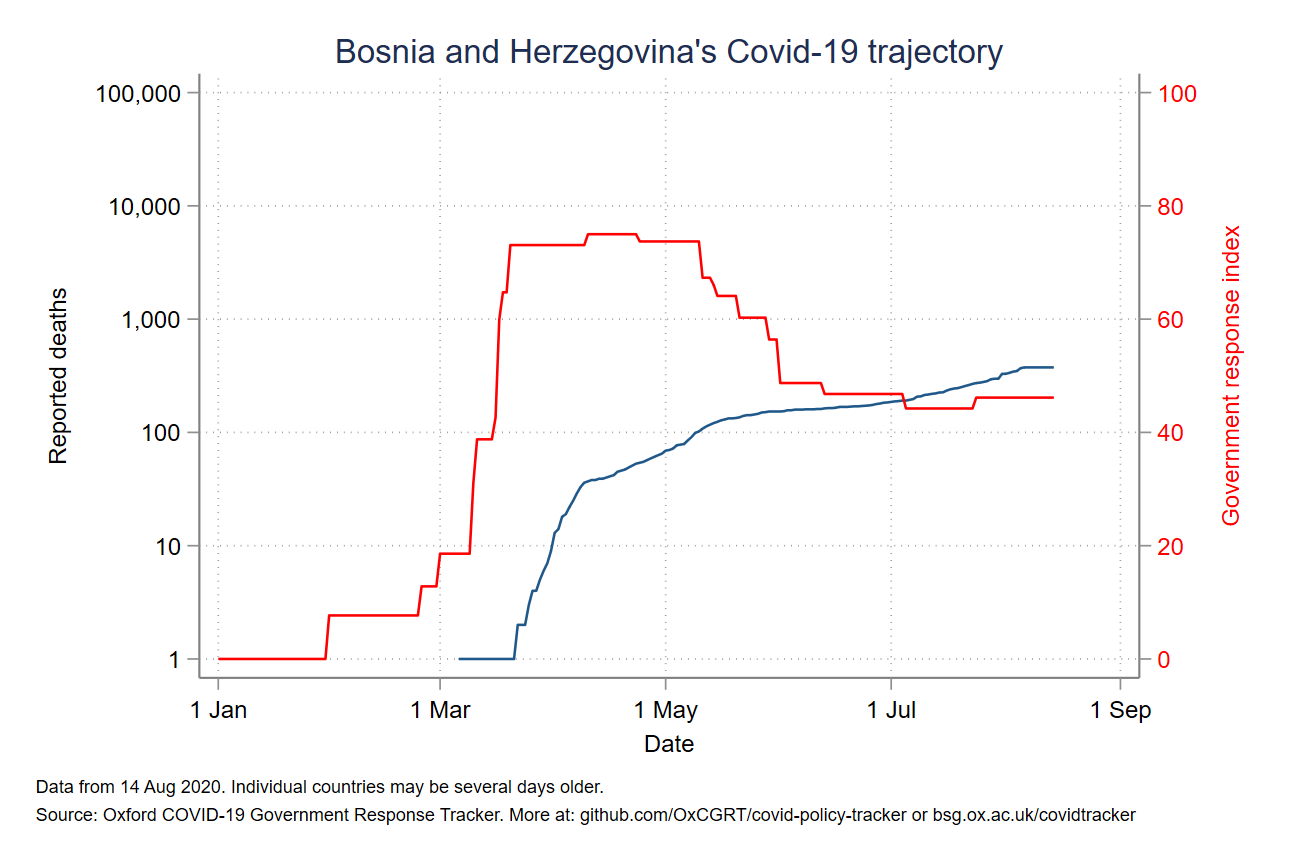 Bosnia and Herzegovina's Covid-19 trajectory
100,000
10,000
1,000
100
10
1
Reported deaths
100
80
60
40
20
0
Government response index
1 Jan
1 Mar
1 May
1 Jul
1 Sep
Date
Data from 14 Aug 2020. Individual countries may be several days older.
Source: Oxford COVID-19 Government Response Tracker. More at: github.com/OxCGRT/covid-policy-tracker or bsg.ox.ac.uk/covidtracker